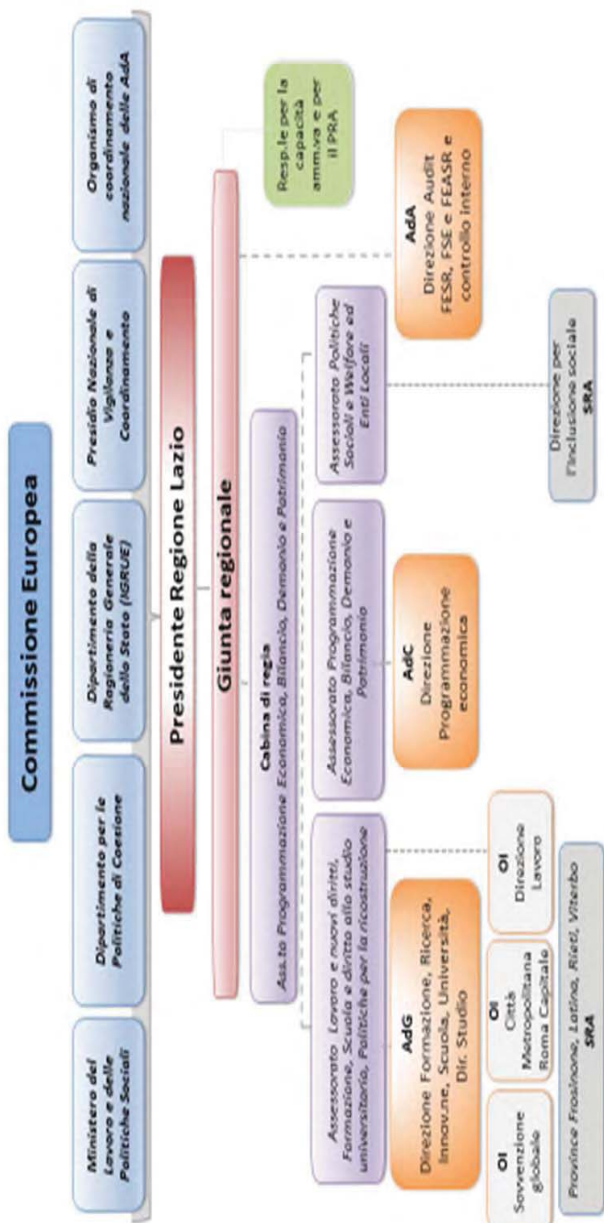 Commissione Europea
Ministero del
Lavoro e delle
Politiche Sociali
Dipartimento per le
Politiche di Coesione
Dipartimento della
Ragioneria Generale
dello Stato (IGRUE)
Presidio Nazionale di
Vigilanza e
Coordinamento
Organismo di
coordinamento
nazionale delle AdA
Presidente Regione Lazio
Giunta regionale
Resp.le per la
capacità
amm.va e per
il PRA
Cabina di regia
Ass.to Programmazione Economica, Bilancio, Demanio e Patrimonio
Assessorato Lavoro e nuovi diritti,
Formazione, Scuola e diritto allo studio
universitario, Politiche per la ricostruzione
Assessorato Programmazione
Economica, Bilancio, Demanio e
Patrimonio
Assessorato Politiche
Sociali e Welfare ed
Enti Locali
AdG
Direzione Formazione, Ricerca,
Innov.ne, Scuola, Università,
Dir. Studio
AdC
Direzione
Programmazione
economica
AdA
Direzione Audit
FESR, FSE e FEASR e
controllo interno
OI
Sovvenzione
globale
OI
Città
Metropolitana
Roma Capitale
OI
Direzione
Lavoro
Direzione per
l'Inclusione sociale
SRA
Province Frosinone, Latina, Rieti, Viterbo
SRA